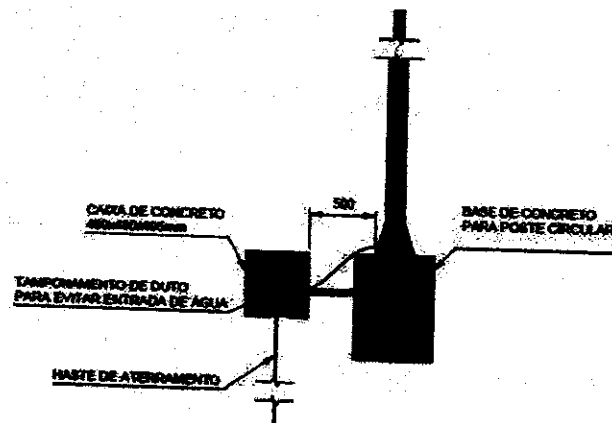 500
CAIXA DE CONCRETO
BASE DE CONCRETO
PARA POSTE CIRCULAR
TAMPONAMENTO DE DUTO
PARA EVITAR ENTRADA DE AGUA
HASTE DE ATERRAMENTO